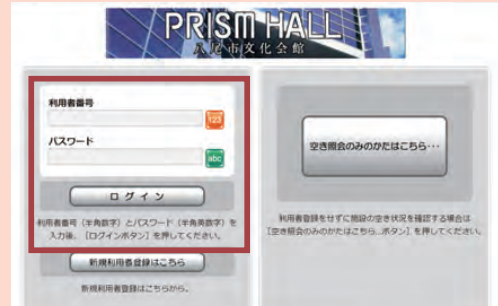 PRISM HALL
八尾市文化会館
利用者番号
123
パスワード
abc
ログイン
利用者番号（半角数字）とパスワード（半角英数字）を
入力後、［ログインボタン］を押してください。
新規利用者登録はこちら
新規利用者登録はこちらから。
空き照会のみのかたはこちら…
利用者登録をせずに施設の空き状況を確認する場合は
［空き照会のみのかたはこちら…ボタン］を押してください。